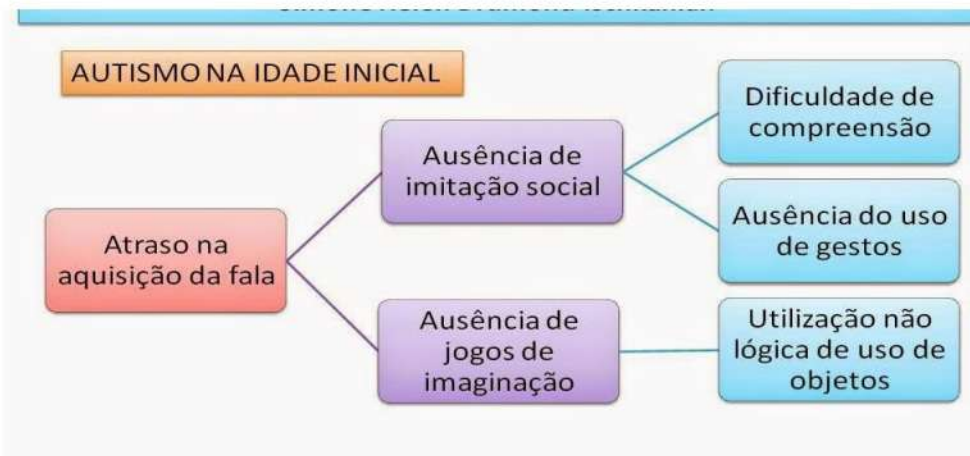 AUTISMO NA IDADE INICIAL
Atraso na
aquisição da fala
Ausência de
imitação social
Ausência de
jogos de
imaginação
Dificuldade de
compreensão
Ausência do uso
de gestos
Utilização não
lógica de uso de
objetos